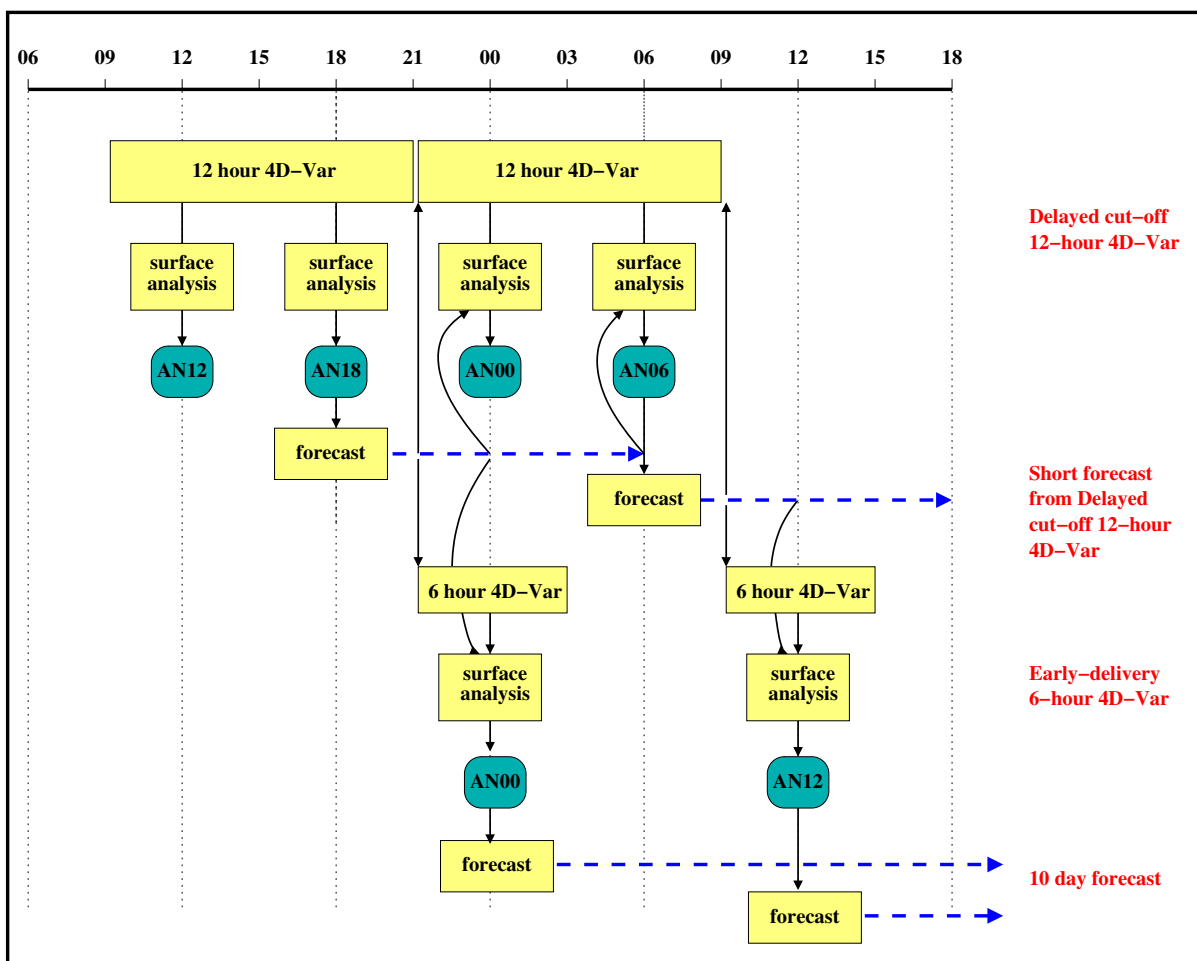 06 09 12 15 18 21 00 03 06 09 12 15 18
12 hour 4D−Var 12 hour 4D−Var
Delayed cut−off
12−hour 4D−Var
surface
analysis
surface
analysis
surface
analysis
surface
analysis
AN12 AN18 AN00 AN06
forecast
forecast
Short forecast
from Delayed
cut−off 12−hour
4D−Var
6 hour 4D−Var 6 hour 4D−Var
surface
analysis
surface
analysis
Early−delivery
6−hour 4D−Var
AN00 AN12
forecast
10 day forecast
forecast